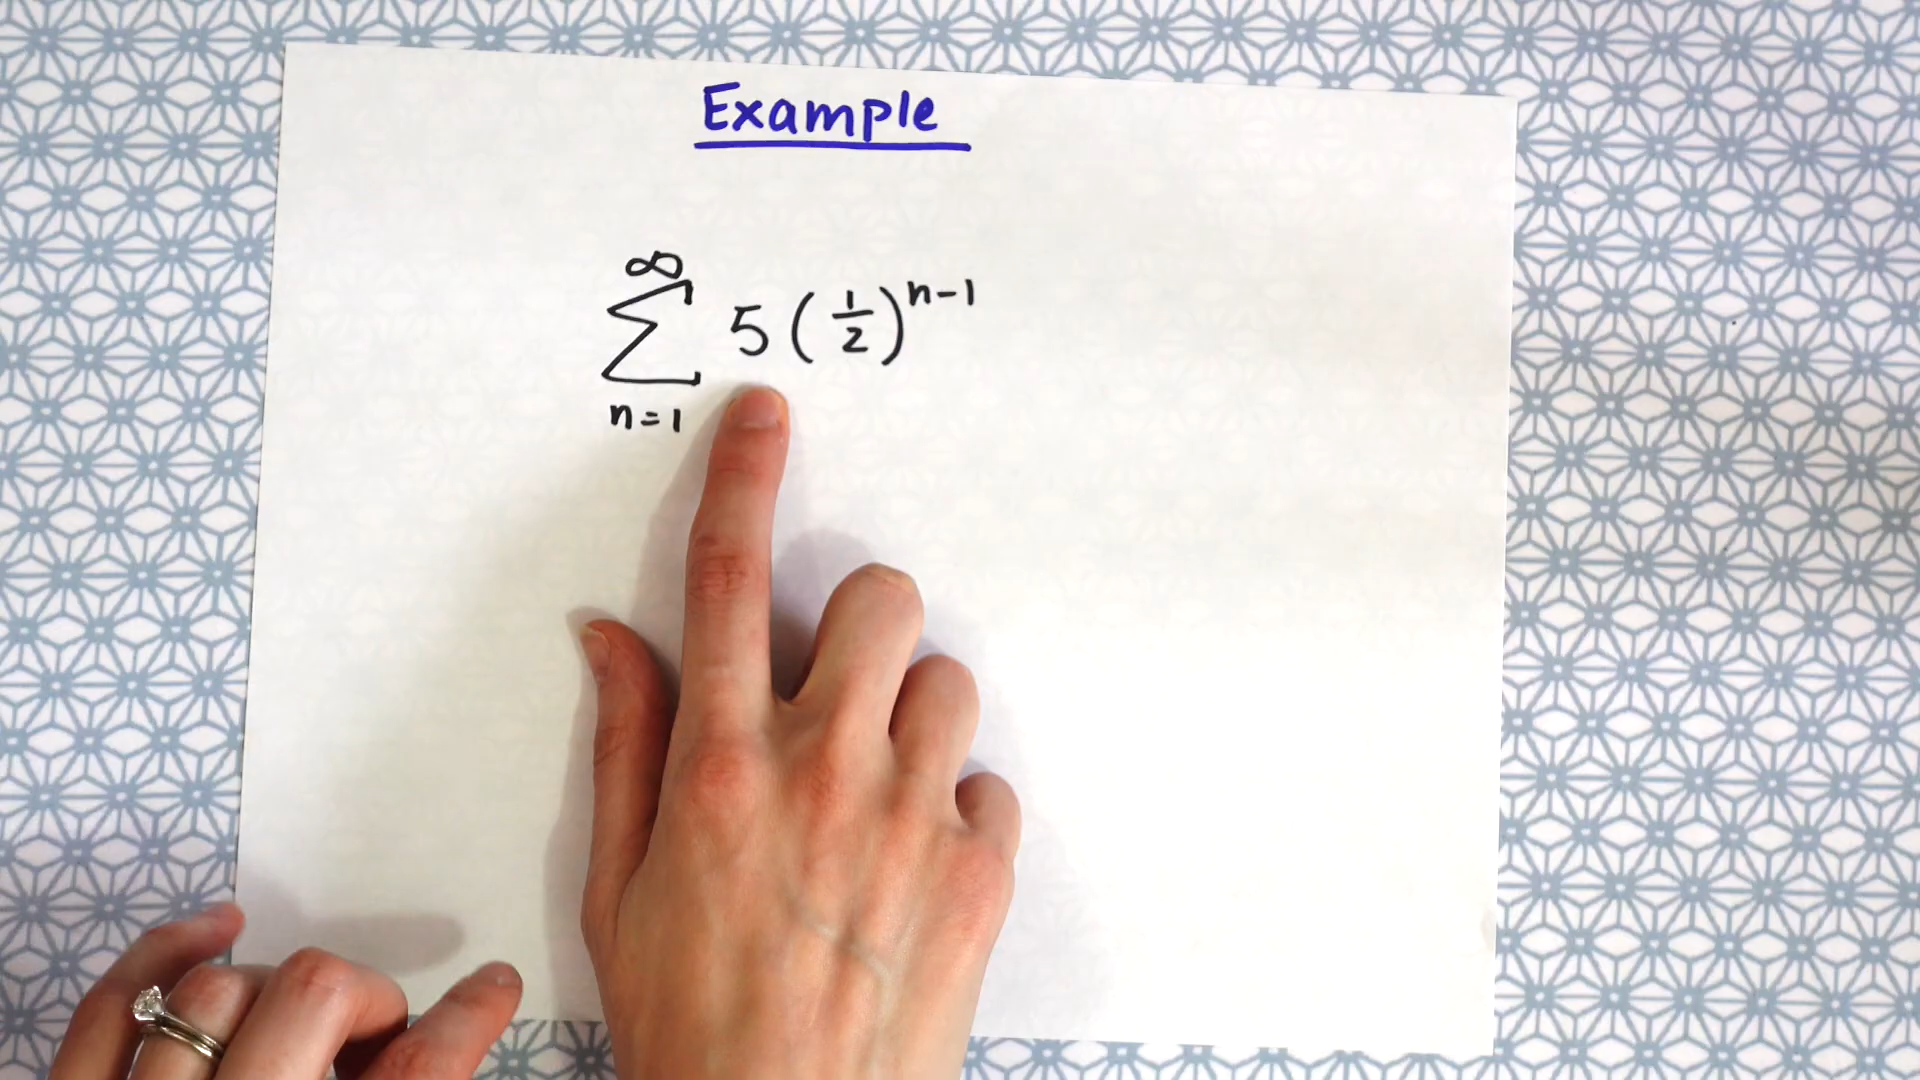 Example
∞
∑ 5(1/2)^n-1
n=1